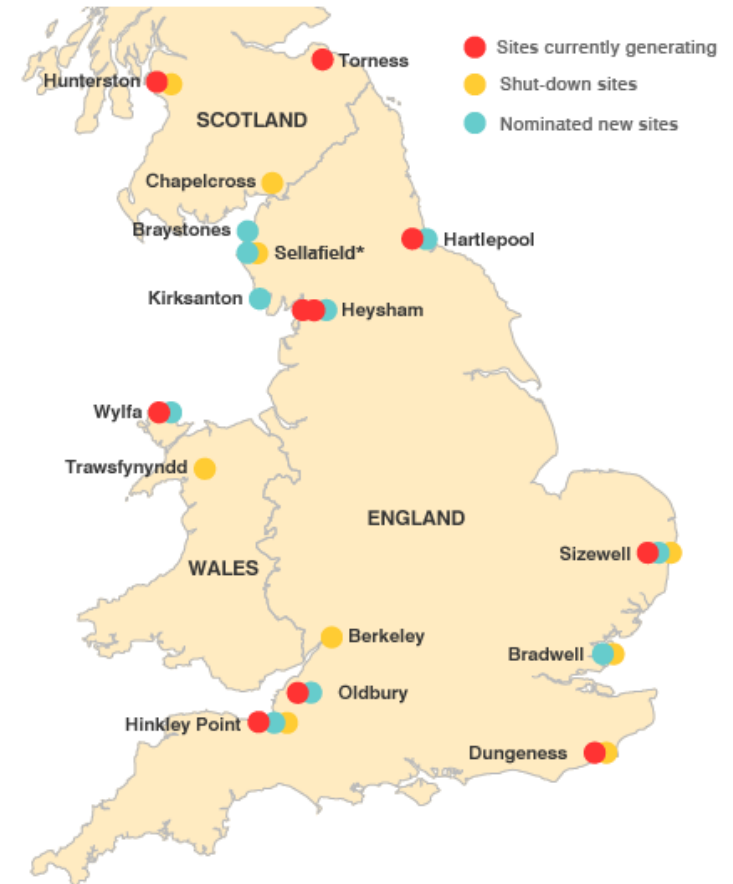 Sites currently generating
Torness
Hunterston
Shut-down sites
SCOTLAND
Nominated new sites
Chapelcross
Braystones
Hartlepool
Sellafield*
Kirksanton
Heysham
Wylfa
Trawsfynyndd
ENGLAND
Sizewell
WALES
Berkeley
Bradwell
Oldbury
Hinkley Point
Dungeness